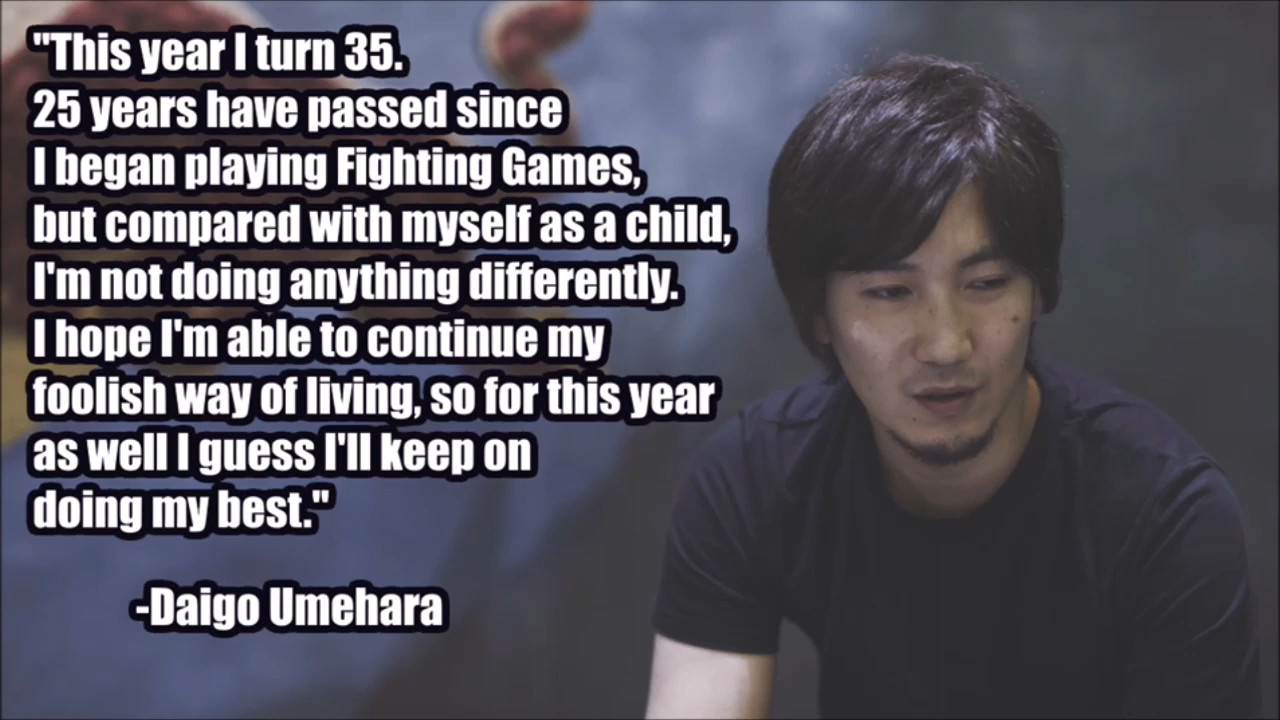 "This year I turn 35.
25 years have passed since
I began playing Fighting Games,
but compared with myself as a child,
I'm not doing anything differently.
I hope I'm able to continue my
foolish way of living, so for this year
as well I guess I'll keep on
doing my best."
-Daigo Umehara